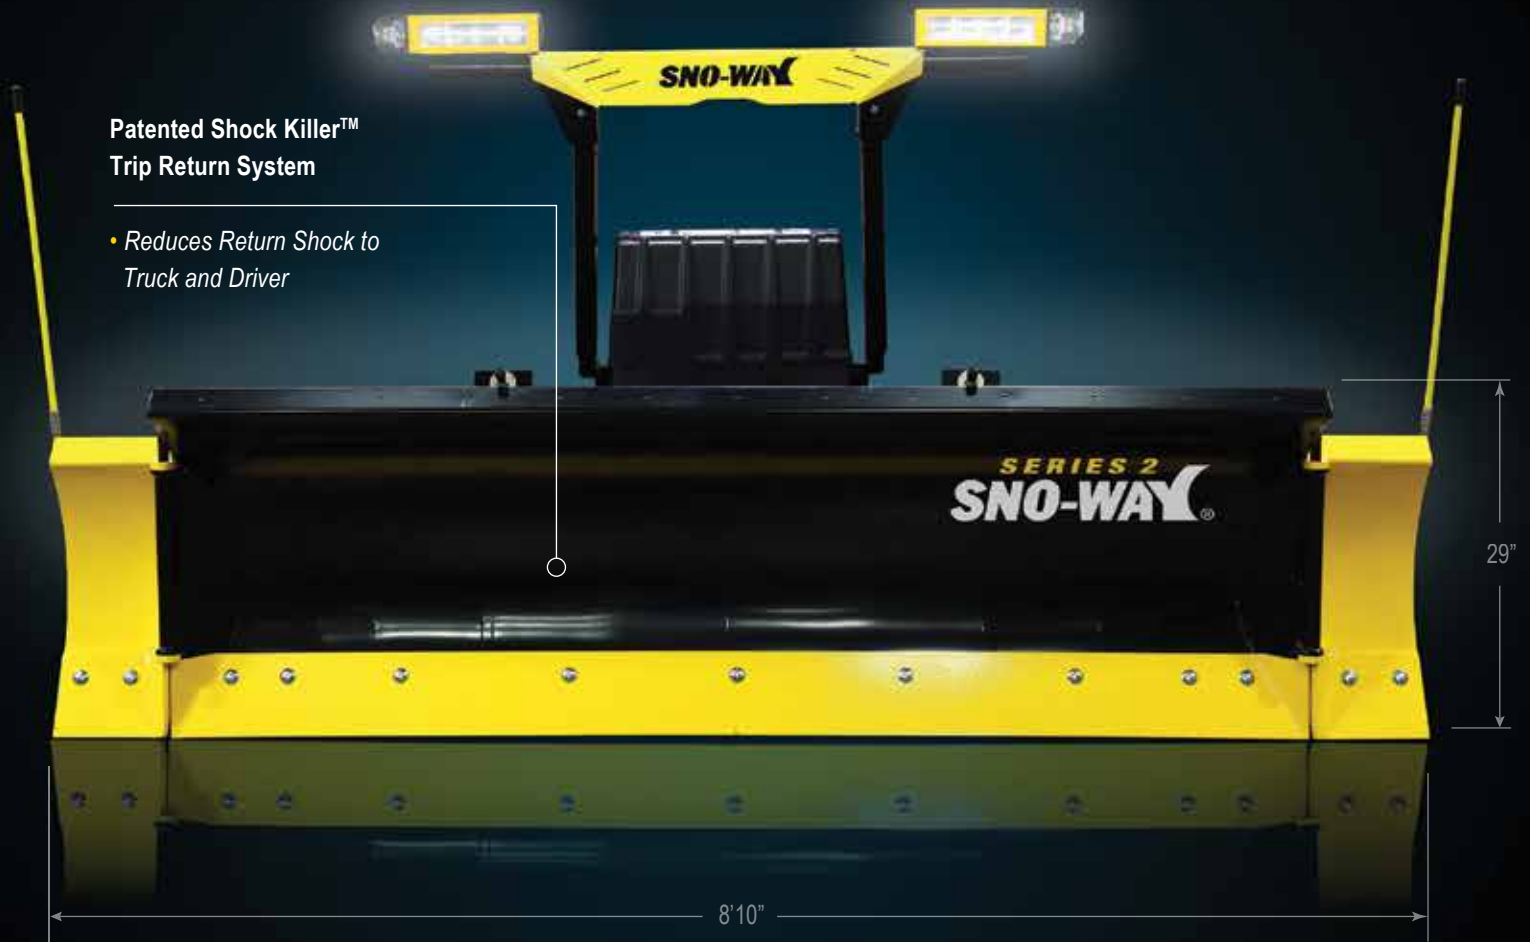 SNO-WAY
Patented Shock Killer™
Trip Return System
• Reduces Return Shock to
Truck and Driver
SERIES 2
SNO-WAY®
29”
8’10”